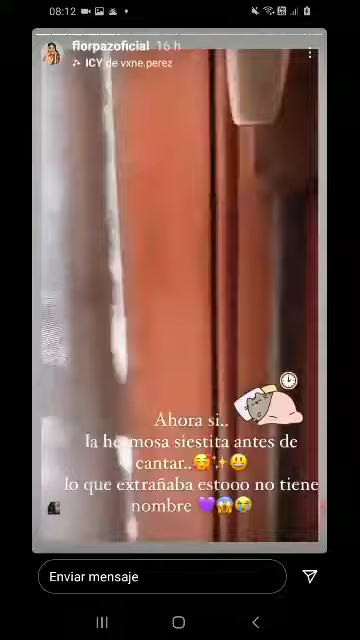 08:12
florpazoficial 16 h
ICY de vxne.perez
Ahora si..
la hermosa siestita antes de
cantar..🥰✨😃
lo que extrañaba estooo no tiene
nombre 💜😱😭
Enviar mensaje